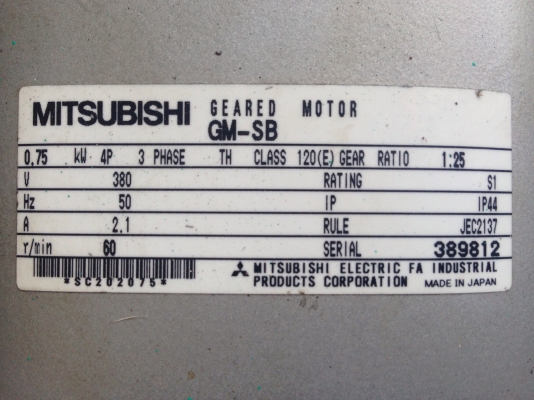 MITSUBISHI GEARED MOTOR
GM-SB
0.75 kW 4P 3 PHASE TH CLASS 120(E) GEAR RATIO 1:25
V 380 RATING S1
Hz 50 IP IP44
A 2.1 RULE JEC2137
r/min 60 SERIAL 389812
*SC202075*
MITSUBISHI ELECTRIC FA INDUSTRIAL
PRODUCTS CORPORATION MADE IN JAPAN